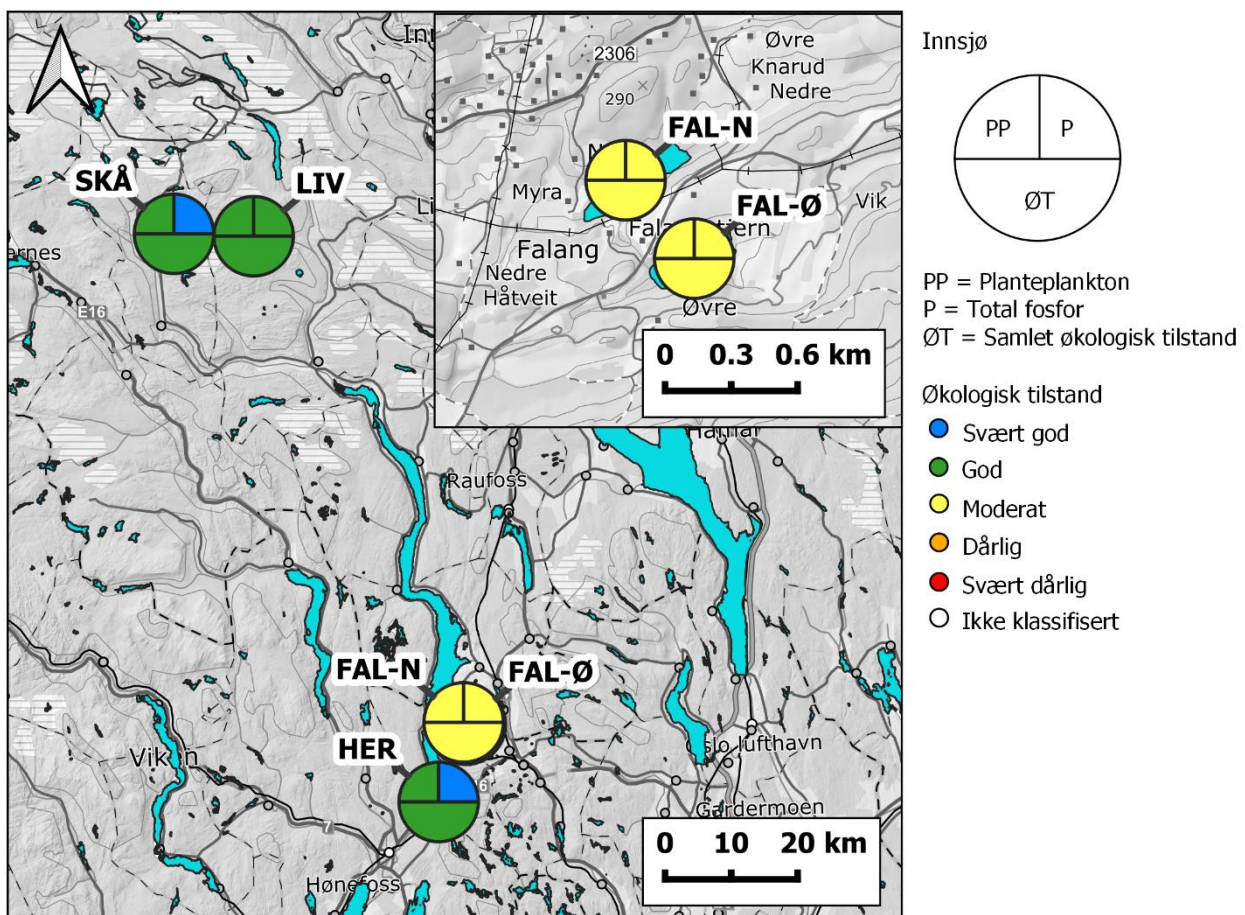 SKÅ
LIV
E16
Raufoss
FAL-N
FAL-Ø
HER
Viken
7
Hønefoss
Gardermoen
0 10 20 km
2306
290
Øvre
Knarud
Nedre
FAL-N
Myra
FAL-Ø
Vik
Falang
Nedre
Håtveit
Øvre
0 0.3 0.6 km
Innsjø
PP P
ØT
PP = Planteplankton
P = Total fosfor
ØT = Samlet økologisk tilstand
Økologisk tilstand
Svært god
God
Moderat
Dårlig
Svært dårlig
Ikke klassifisert